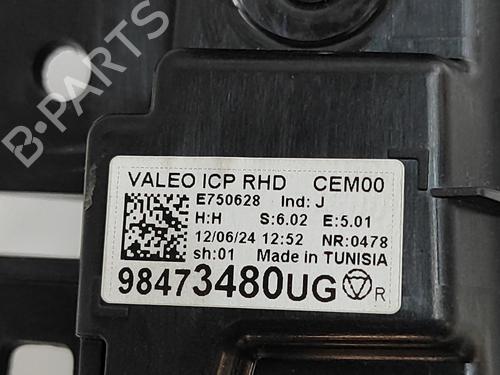 B-PARTS
VALEO ICP RHD CEM00
E750628 Ind: J
H:H S:6.02 E:5.01
12/06/24 12:52 NR:0478
sh:01 Made in TUNISIA
98473480UG R